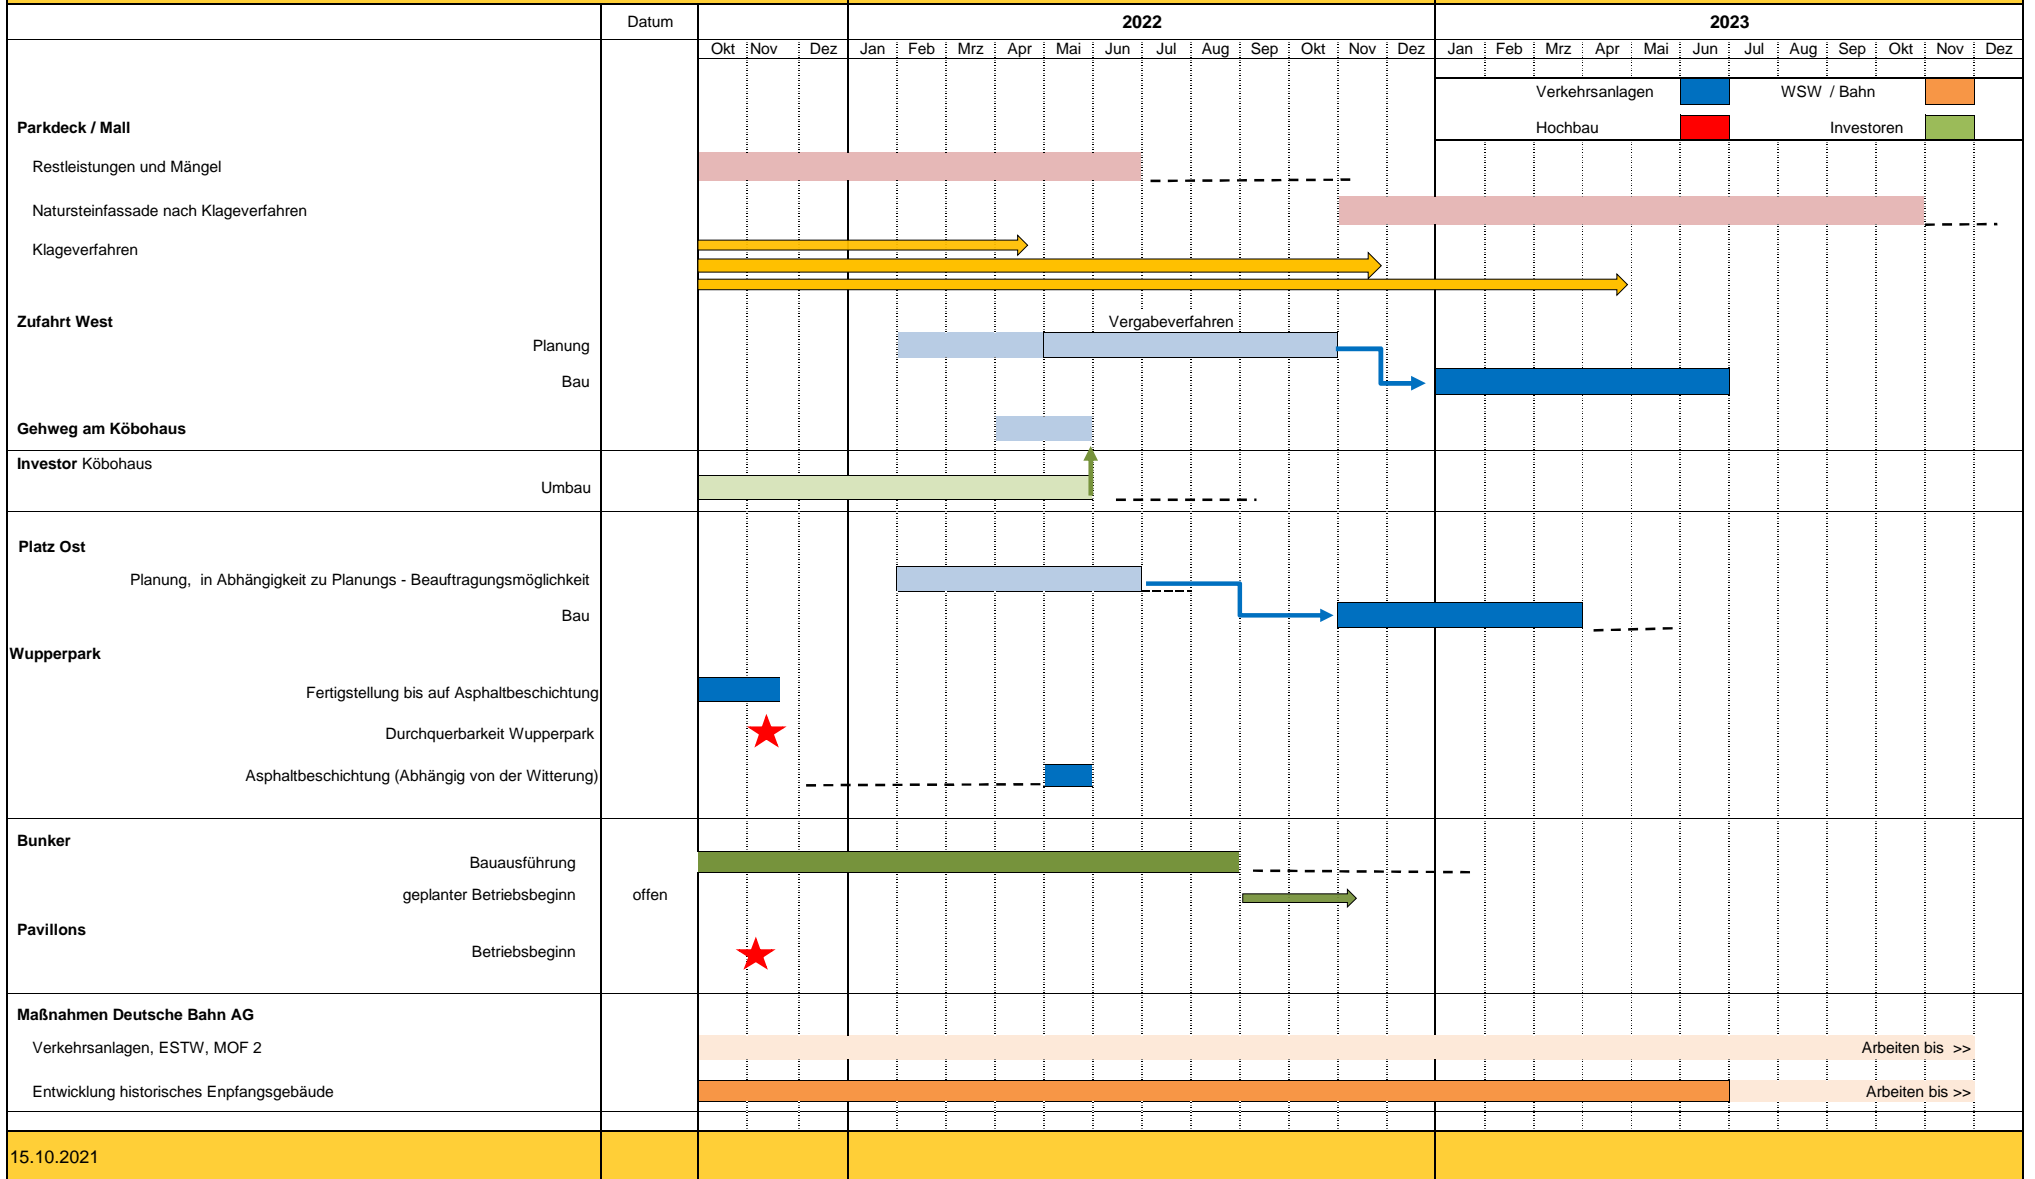 Datum 2022 2023
Okt Nov Dez Jan Feb Mrz Apr Mai Jun Jul Aug Sep Okt Nov Dez Jan Feb Mrz Apr Mai Jun Jul Aug Sep Okt Nov Dez
Verkehrsanlagen WSW / Bahn
Parkdeck / Mall Hochbau Investoren
Restleistungen und Mängel
Natursteinfassade nach Klageverfahren
Klageverfahren
Zufahrt West Vergabeverfahren
Planung
Bau
Gehweg am Köbohaus
Investor Köbohaus
Umbau
Platz Ost
Planung, in Abhängigkeit zu Planungs - Beauftragungsmöglichkeit
Bau
Wupperpark
Fertigstellung bis auf Asphaltbeschichtung
Durchquerbarkeit Wupperpark
Asphaltbeschichtung (Abhängig von der Witterung)
Bunker
Bauausführung
geplanter Betriebsbeginn offen
Pavillons
Betriebsbeginn
Maßnahmen Deutsche Bahn AG
Verkehrsanlagen, ESTW, MOF 2 Arbeiten bis >>
Entwicklung historisches Enpfangsgebäude Arbeiten bis >>
15.10.2021